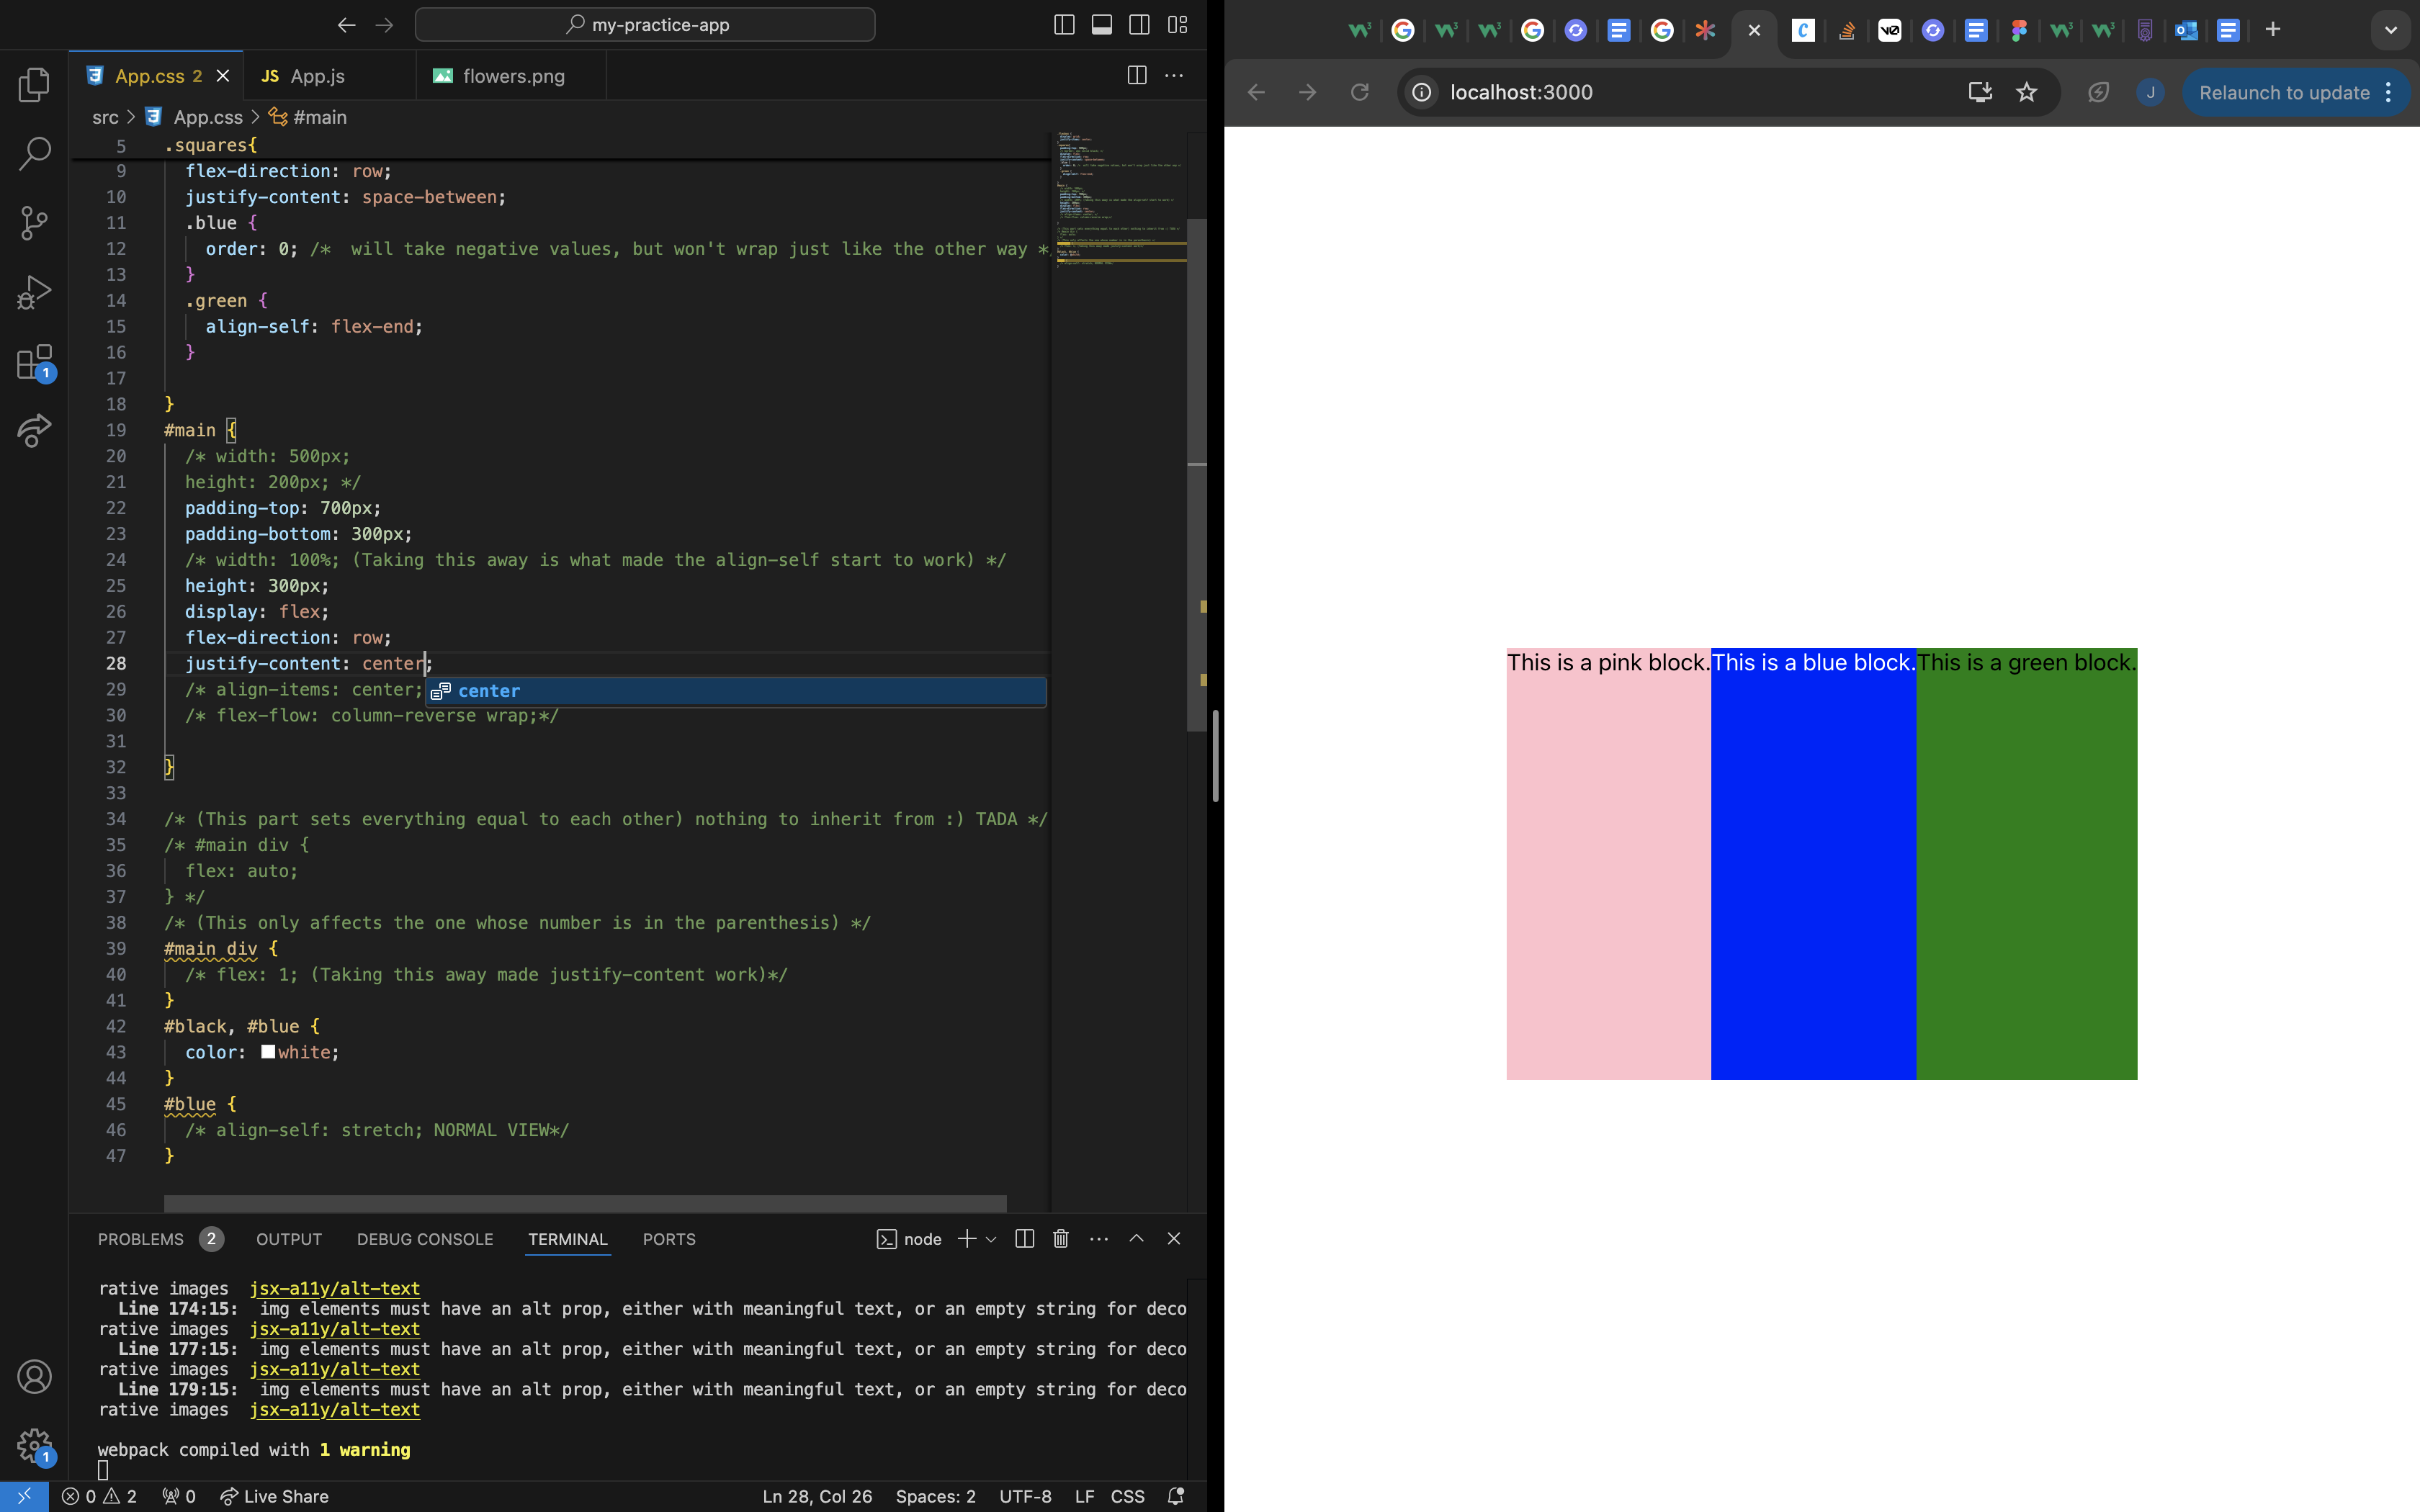 my-practice-app
App.css 2
JS App.js
flowers.png
src > App.css > #main
5 .squares{
9 flex-direction: row;
10 justify-content: space-between;
11 .blue {
12 order: 0; /*  will take negative values, but won't wrap just like the other way *
13 }
14 .green {
15 align-self: flex-end;
16 }
17
18 }
19 #main {
20 /* width: 500px;
21 height: 200px; */
22 padding-top: 700px;
23 padding-bottom: 300px;
24 /* width: 100%; (Taking this away is what made the align-self start to work) */
25 height: 300px;
26 display: flex;
27 flex-direction: row;
28 justify-content: center;
29 /* align-items: center;
center
30 /* flex-flow: column-reverse wrap;*/
31
32 }
33
34 /* (This part sets everything equal to each other) nothing to inherit from :) TADA */
35 /* #main div {
36 flex: auto;
37 } */
38 /* (This only affects the one whose number is in the parenthesis) */
39 #main div {
40 /* flex: 1; (Taking this away made justify-content work)*/
41 }
42 #black, #blue {
43 color: white;
44 }
45 #blue {
46 /* align-self: stretch; NORMAL VIEW*/
47 }
PROBLEMS 2 OUTPUT DEBUG CONSOLE TERMINAL PORTS
node
rative images  jsx-a11y/alt-text
Line 174:15:  img elements must have an alt prop, either with meaningful text, or an empty string for deco
rative images  jsx-a11y/alt-text
Line 177:15:  img elements must have an alt prop, either with meaningful text, or an empty string for deco
rative images  jsx-a11y/alt-text
Line 179:15:  img elements must have an alt prop, either with meaningful text, or an empty string for deco
rative images  jsx-a11y/alt-text
webpack compiled with 1 warning
0 2 0 Live Share Ln 28, Col 26 Spaces: 2 UTF-8 LF CSS
1
1
localhost:3000
J
Relaunch to update
This is a pink block.This is a blue block.This is a green block.